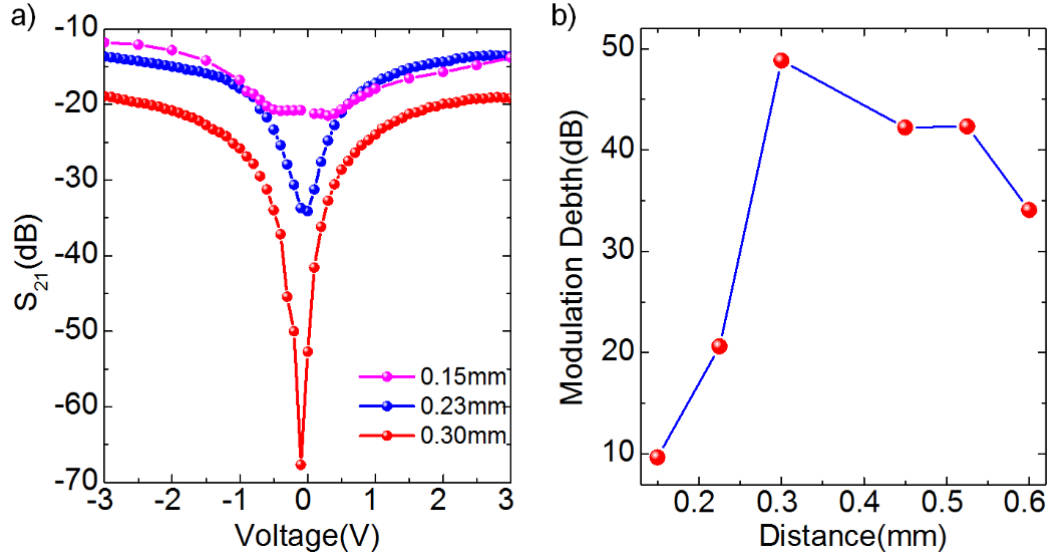 a)
-10
-20
-30
-40
-50
-60
-70
S21(dB)
-3 -2 -1 0 1 2 3
Voltage(V)
0.15mm
0.23mm
0.30mm
b)
50
40
30
20
10
Modulation Debth(dB)
0.2 0.3 0.4 0.5 0.6
Distance(mm)